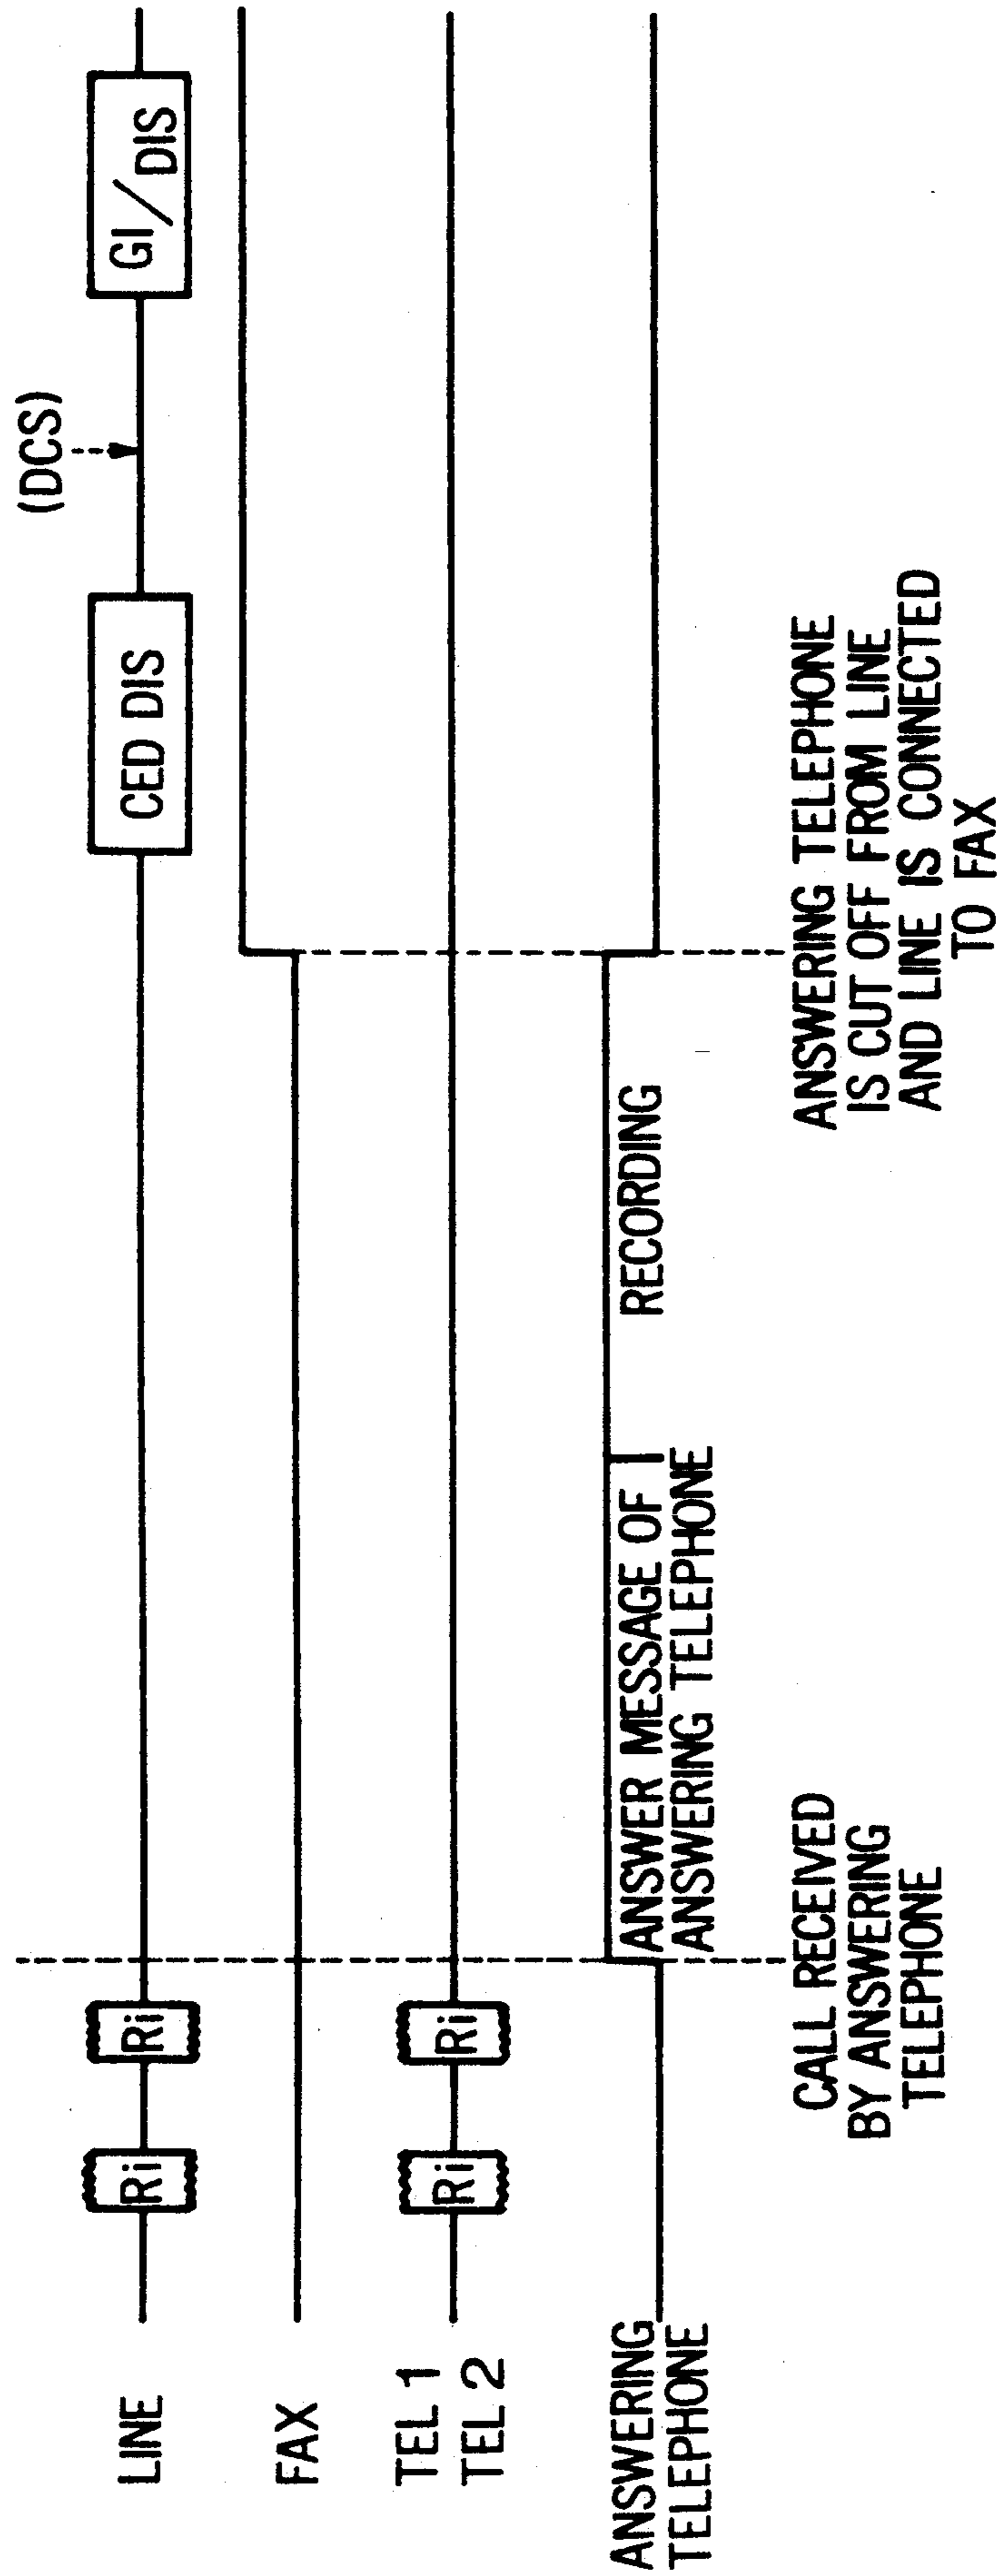 (DCS)
LINE
Ri
Ri
CED DIS
GI/DIS
FAX
TEL 1
TEL 2
Ri
Ri
ANSWERING
TELEPHONE
ANSWER MESSAGE OF
ANSWERING TELEPHONE
RECORDING
CALL RECEIVED
BY ANSWERING
TELEPHONE
ANSWERING TELEPHONE
IS CUT OFF FROM LINE
AND LINE IS CONNECTED
TO FAX